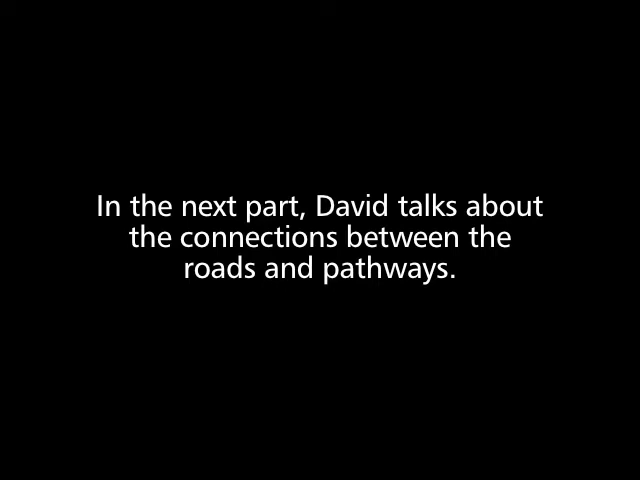 In the next part, David talks about
the connections between the
roads and pathways.